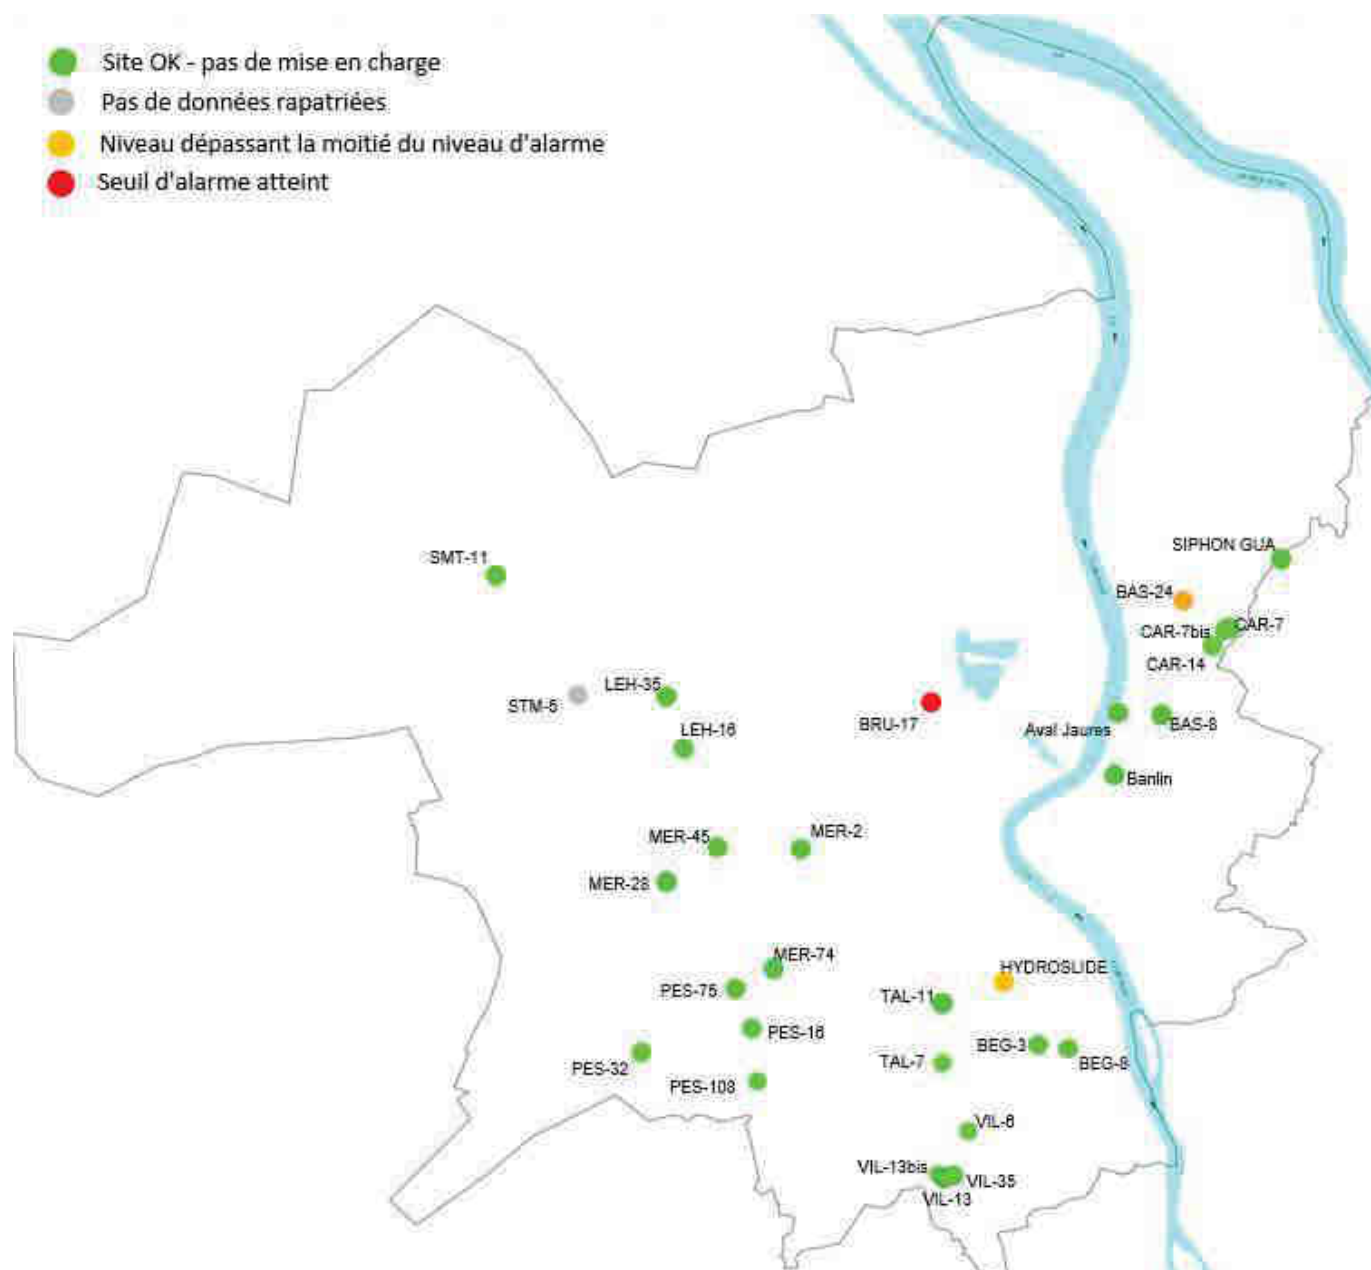 Site OK - pas de mise en charge
Pas de données rapatriées
Niveau dépassant la moitié du niveau d'alarme
Seuil d'alarme atteint
SIPHON GUA
SMT-11
BAS-24
CAR-7
CAR-7bis
CAR-14
LEH-35
STM-5
BRU-17
BAS-8
Aval Jaures
LEH-16
Banlin
MER-2
MER-45
MER-28
MER-74
HYDROSLIDE
PES-75
TAL-11
PES-16
BEG-3
BEG-8
TAL-7
PES-32
PES-108
VIL-6
VIL-13bis
VIL-35
VIL-13